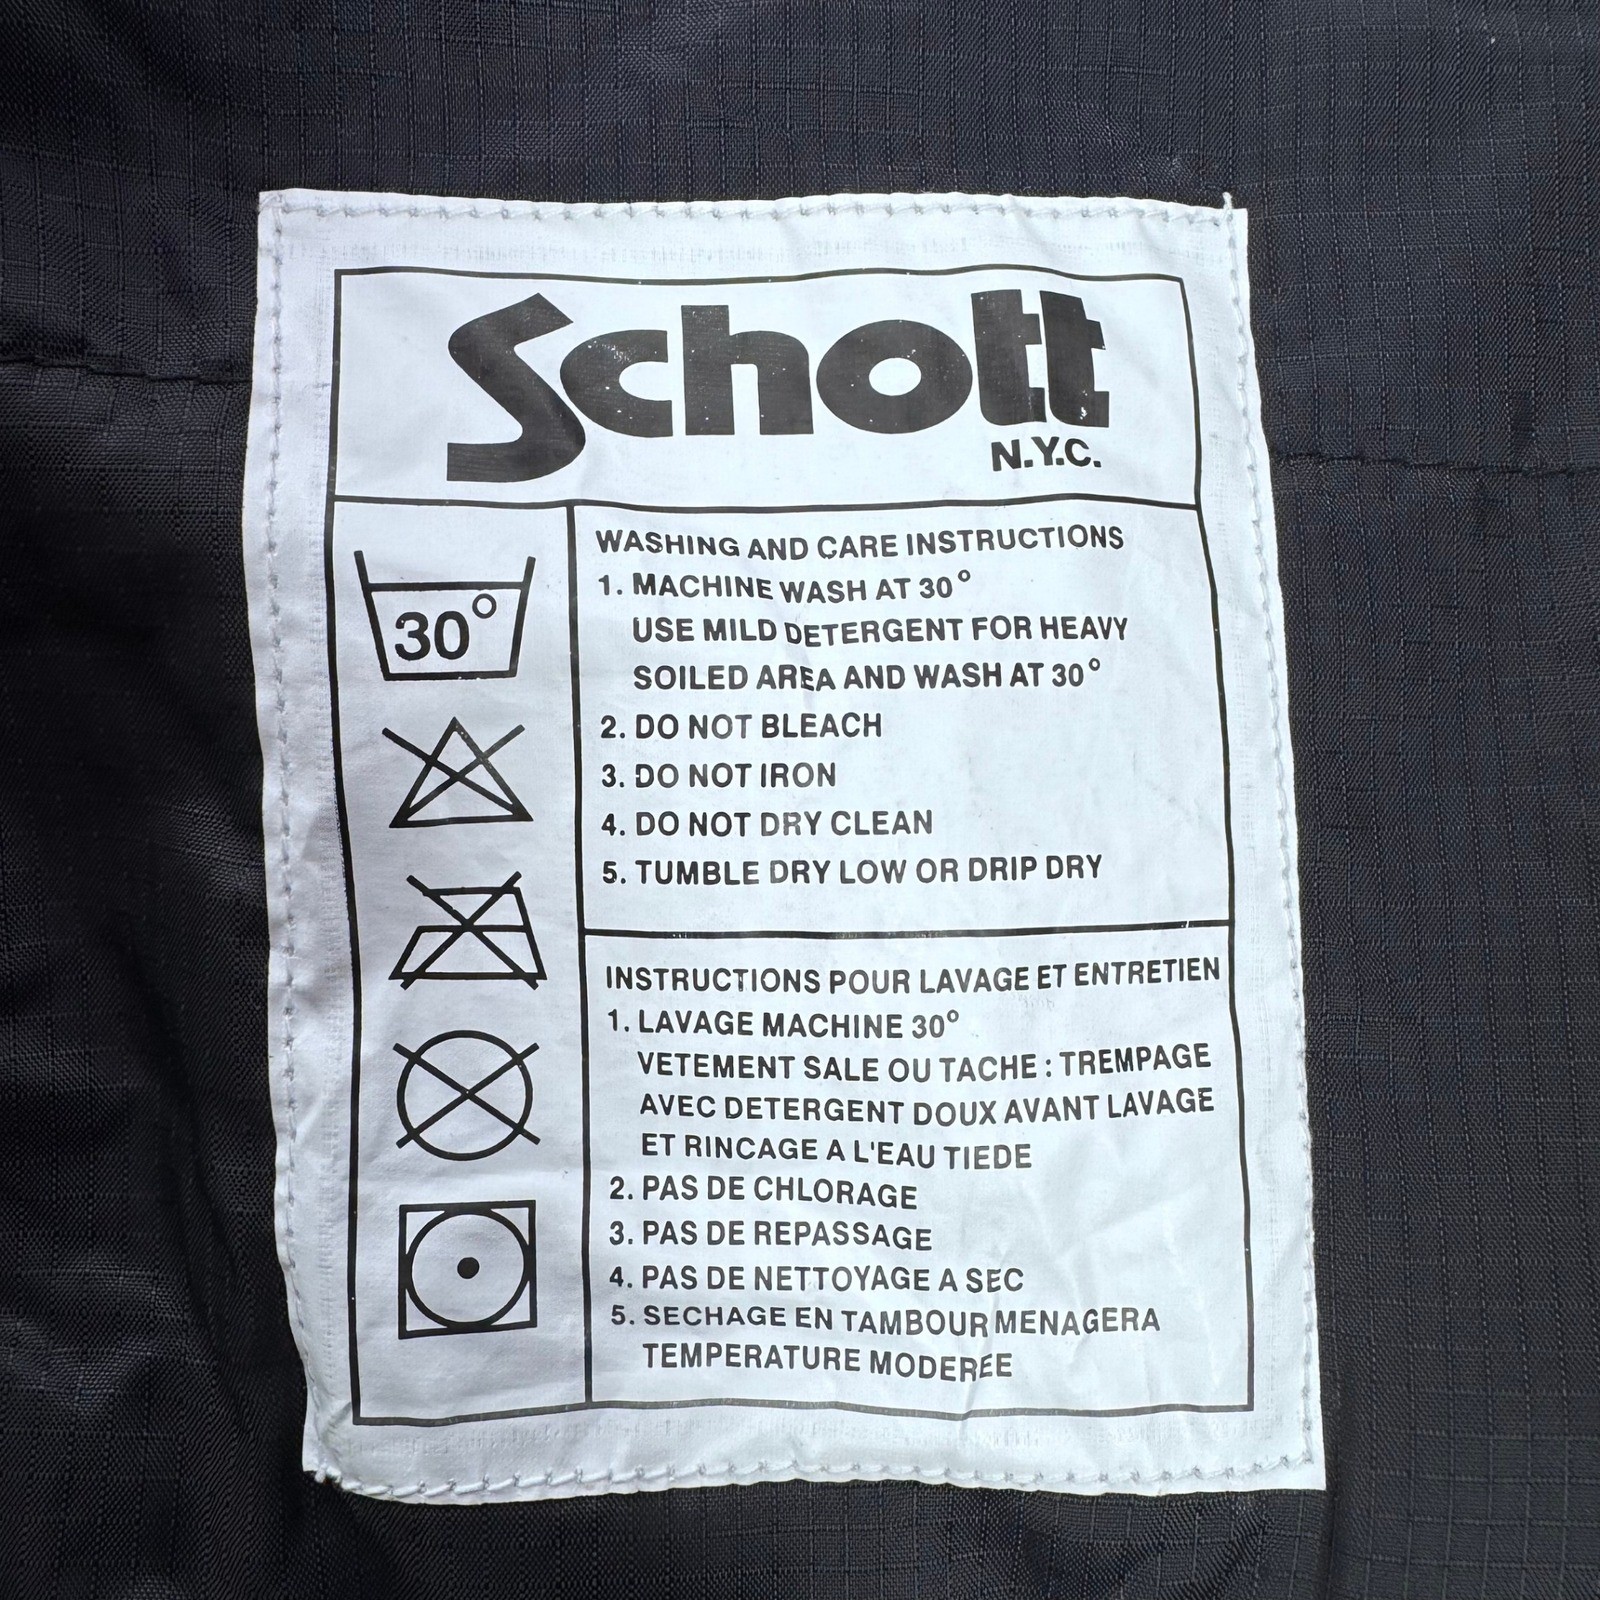 Schott
N.Y.C.
30°
WASHING AND CARE INSTRUCTIONS
1. MACHINE WASH AT 30°
USE MILD DETERGENT FOR HEAVY
SOILED AREA AND WASH AT 30°
2. DO NOT BLEACH
3. DO NOT IRON
4. DO NOT DRY CLEAN
5. TUMBLE DRY LOW OR DRIP DRY
INSTRUCTIONS POUR LAVAGE ET ENTRETIEN
1. LAVAGE MACHINE 30°
VETEMENT SALE OU TACHE : TREMPAGE
AVEC DETERGENT DOUX AVANT LAVAGE
ET RINCAGE A L'EAU TIEDE
2. PAS DE CHLORAGE
3. PAS DE REPASSAGE
4. PAS DE NETTOYAGE A SEC
5. SECHAGE EN TAMBOUR MENAGERA
TEMPERATURE MODEREE